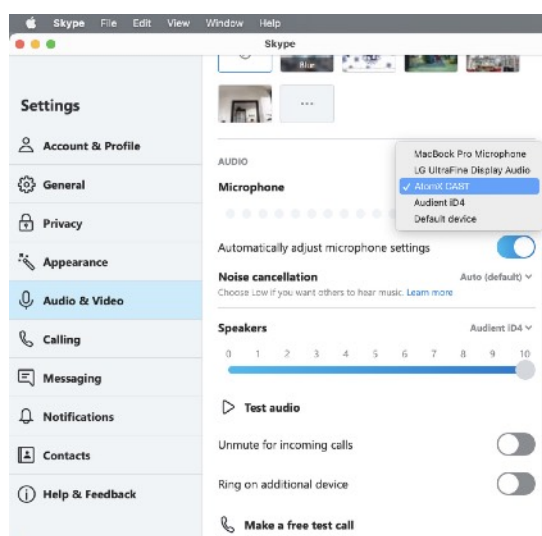 Skype File Edit View Window Help
Skype
Blur
Settings
Account & Profile
General
Privacy
Appearance
Audio & Video
Calling
Messaging
Notifications
Contacts
Help & Feedback
AUDIO
Microphone
MacBook Pro Microphone
LG UltraFine Display Audio
✓ AtomX CAST
Audient iD4
Default device
Automatically adjust microphone settings
Noise cancellation Auto (default)
Choose Low if you want others to hear music. Learn more
Speakers Audient iD4
0 1 2 3 4 5 6 7 8 9 10
Test audio
Unmute for incoming calls
Ring on additional device
Make a free test call